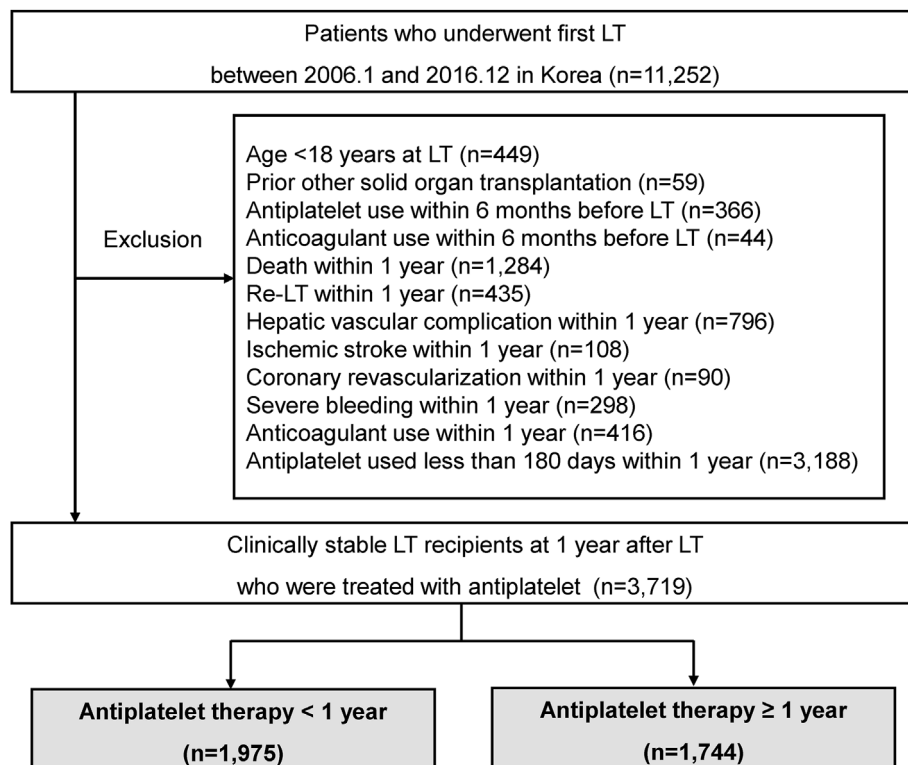 Patients who underwent first LT
between 2006.1 and 2016.12 in Korea (n=11,252)
Exclusion
Age <18 years at LT (n=449)
Prior other solid organ transplantation (n=59)
Antiplatelet use within 6 months before LT (n=366)
Anticoagulant use within 6 months before LT (n=44)
Death within 1 year (n=1,284)
Re-LT within 1 year (n=435)
Hepatic vascular complication within 1 year (n=796)
Ischemic stroke within 1 year (n=108)
Coronary revascularization within 1 year (n=90)
Severe bleeding within 1 year (n=298)
Anticoagulant use within 1 year (n=416)
Antiplatelet used less than 180 days within 1 year (n=3,188)
Clinically stable LT recipients at 1 year after LT
who were treated with antiplatelet (n=3,719)
Antiplatelet therapy < 1 year
(n=1,975)
Antiplatelet therapy ≥ 1 year
(n=1,744)